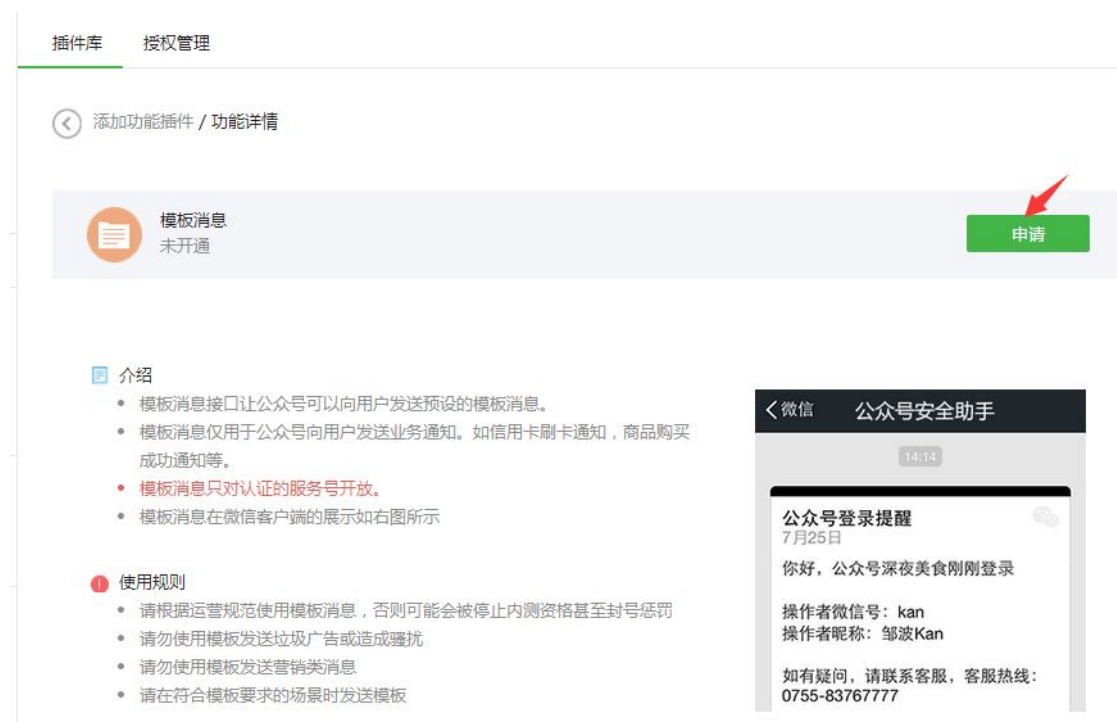 插件库 授权管理
添加功能插件 / 功能详情
模板消息
未开通
申请
介绍
模板消息接口让公众号可以向用户发送预设的模板消息。
模板消息仅用于公众号向用户发送业务通知。如信用卡刷卡通知，商品购买
成功通知等。
模板消息只对认证的服务号开放。
模板消息在微信客户端的展示如右图所示
使用规则
请根据运营规范使用模板消息，否则可能会被停止内测资格甚至封号惩罚
请勿使用模板发送垃圾广告或造成骚扰
请勿使用模板发送营销类消息
请在符合模板要求的场景时发送模板
微信 公众号安全助手
14:14
公众号登录提醒
7月25日
你好，公众号深夜美食刚刚登录
操作者微信号：kan
操作者昵称：邹波Kan
如有疑问，请联系客服，客服热线：
0755-83767777